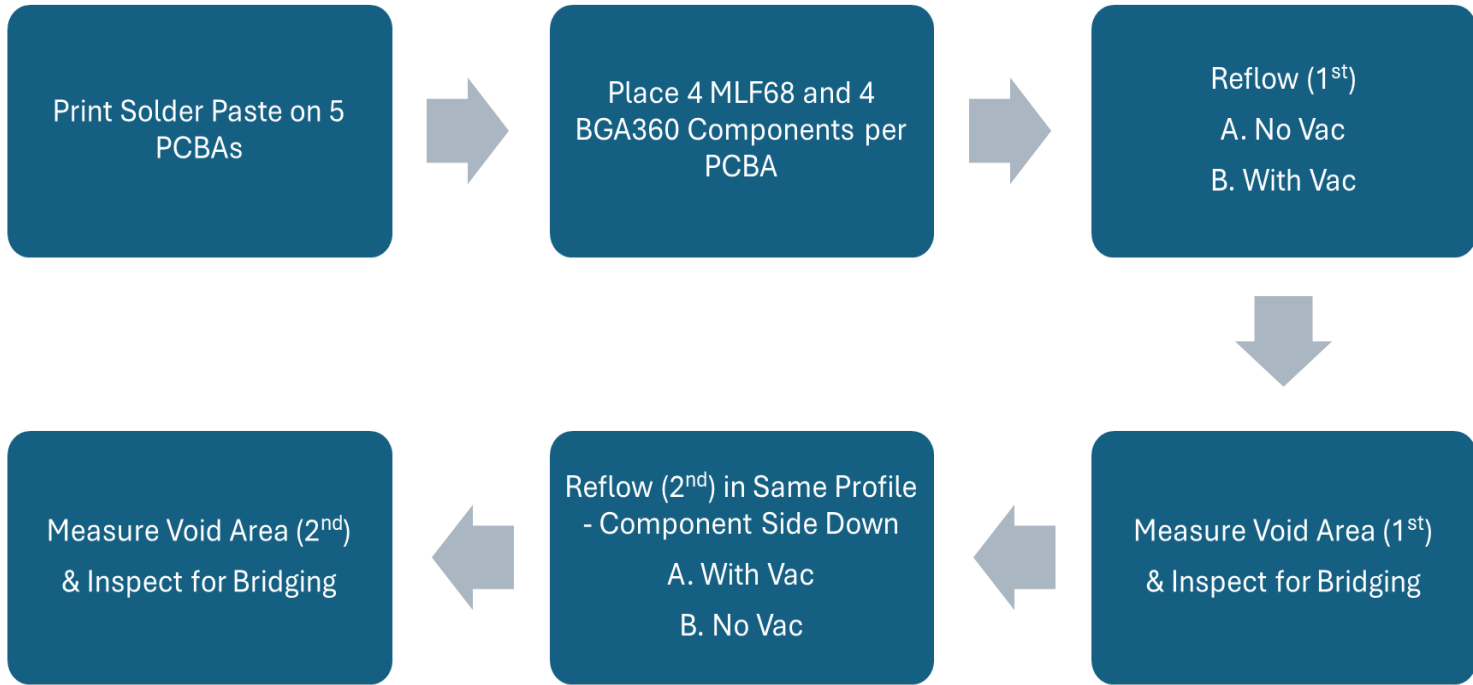 Print Solder Paste on 5
PCBAs
Place 4 MLF68 and 4
BGA360 Components per
PCBA
Reflow (1st)
A. No Vac
B. With Vac
Measure Void Area (1st)
& Inspect for Bridging
Reflow (2nd) in Same Profile
- Component Side Down
A. With Vac
B. No Vac
Measure Void Area (2nd)
& Inspect for Bridging